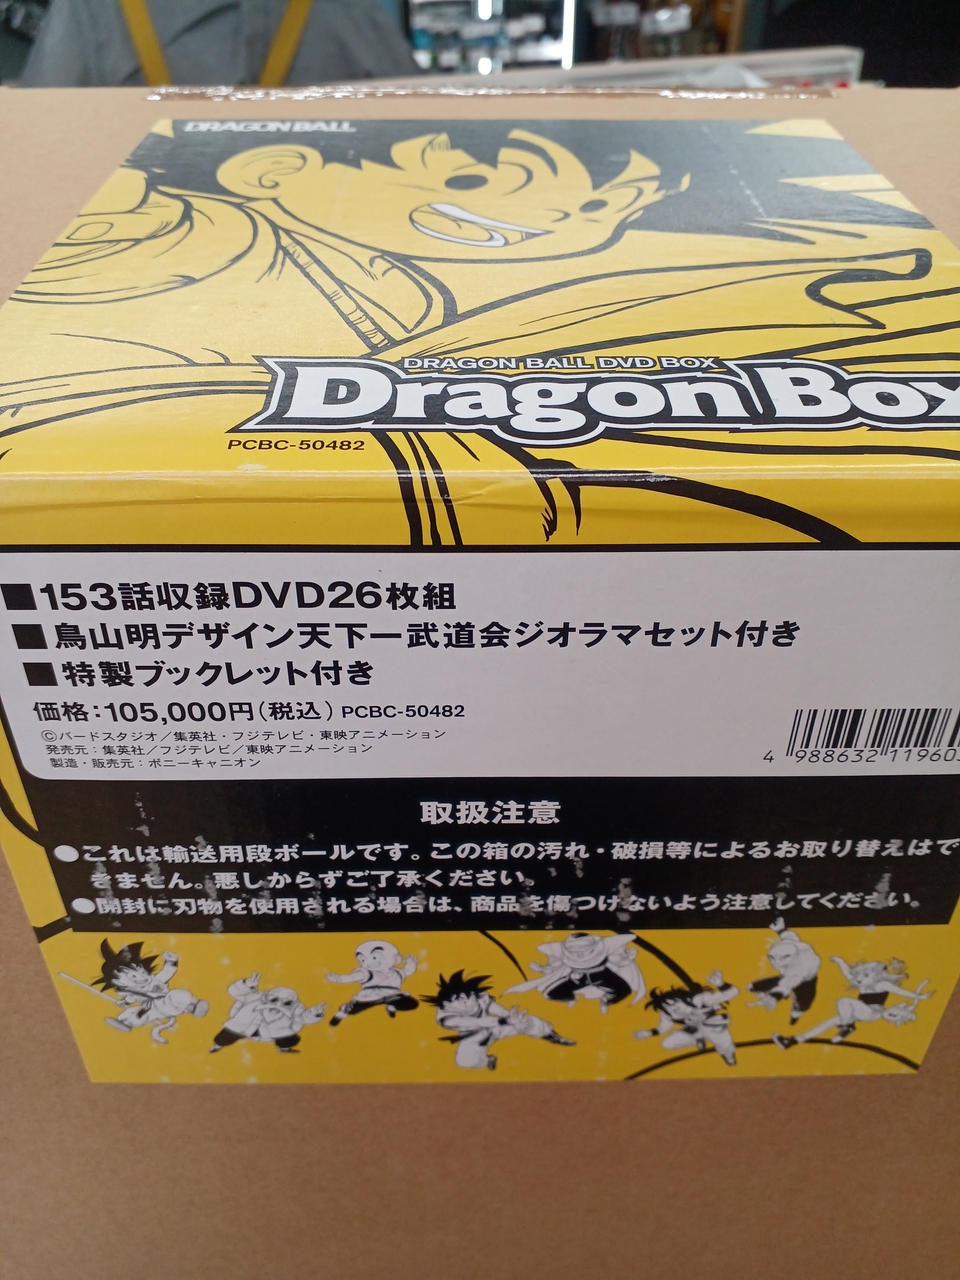 DRAGON BALL
DRAGON BALL DVD BOX
Dragon Box
PCBC-50482
■153話収録DVD26枚組
■鳥山明デザイン天下一武道会ジオラマセット付き
■特製ブックレット付き
価格：105,000円（税込） PCBC-50482
©バードスタジオ／集英社・フジテレビ・東映アニメーション
発売元：集英社／フジテレビ／東映アニメーション
製造・販売元：ポニーキャニオン
4 988632 119603
取扱注意
●これは輸送用段ボールです。この箱の汚れ・破損等によるお取り替えはで
きません。悪しからずご了承ください。
●開封に刃物を使用される場合は、商品を傷つけないよう注意してください。